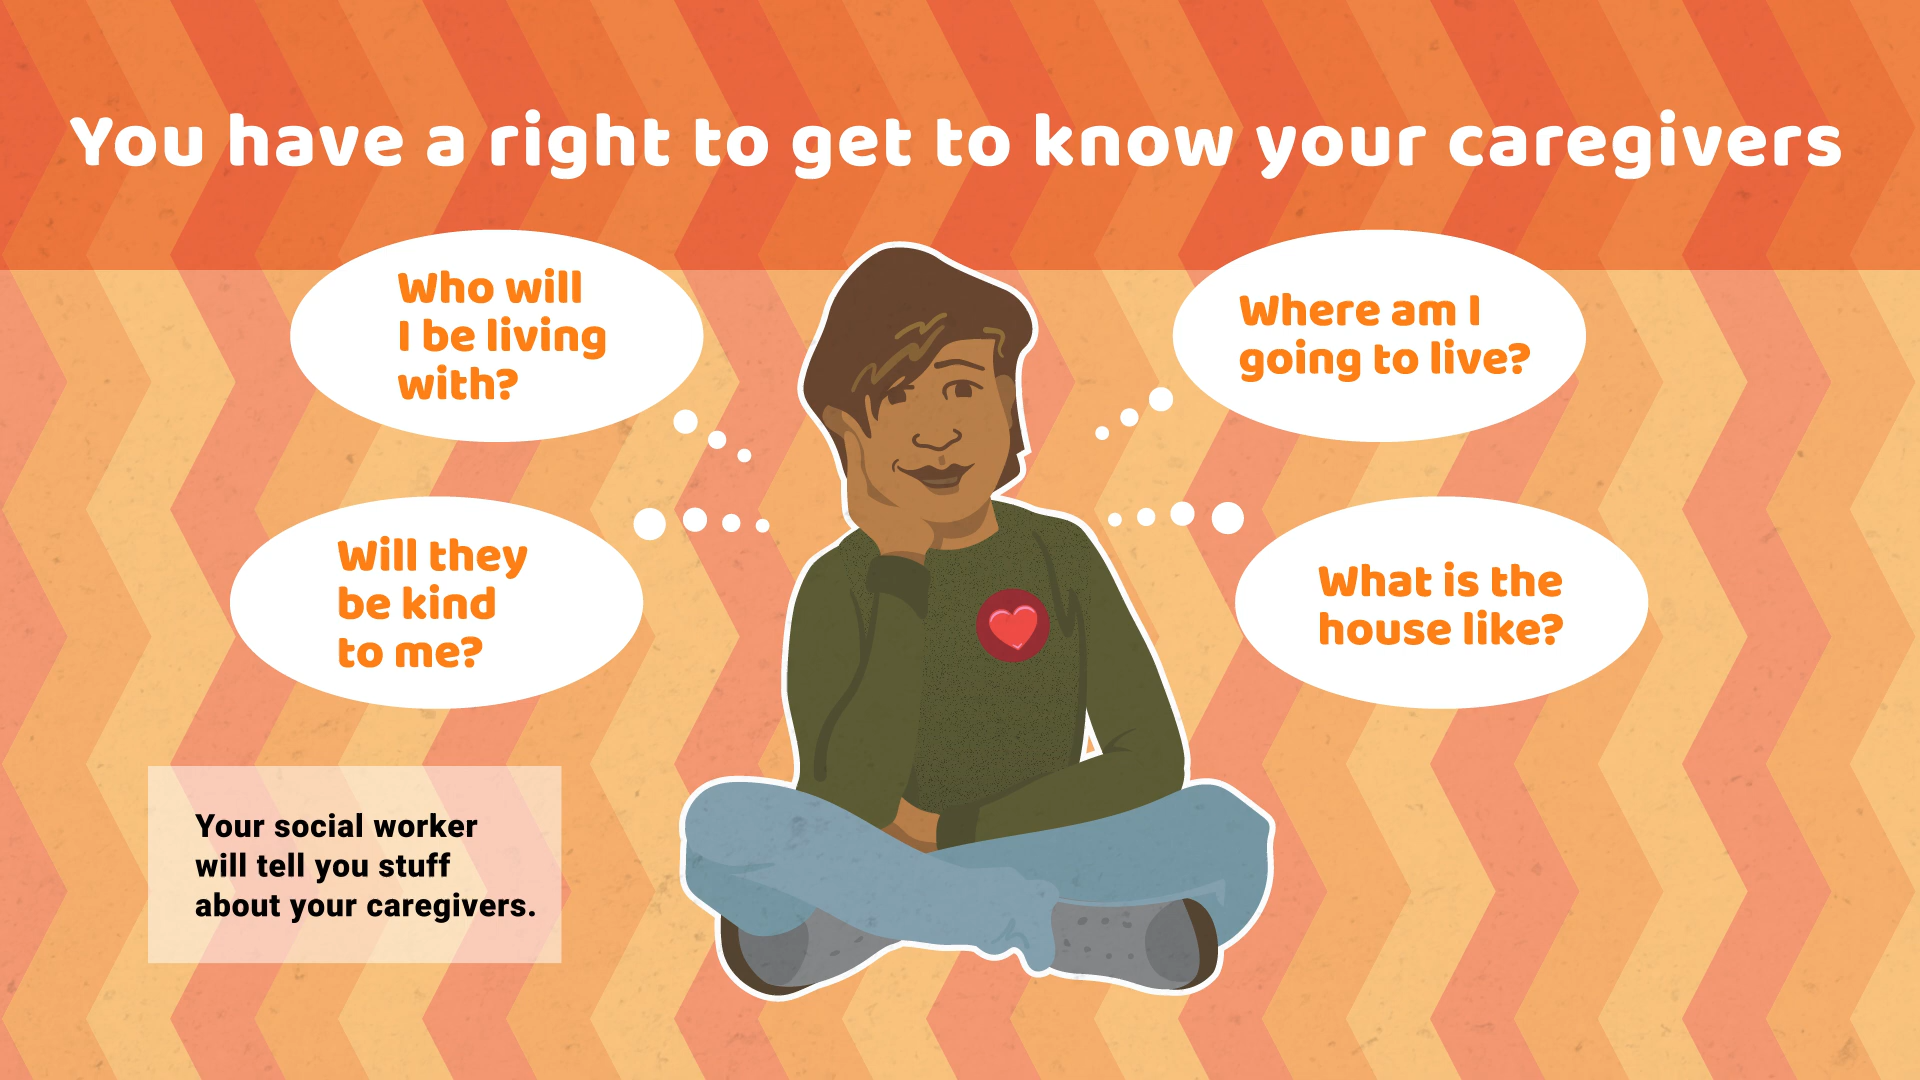 You have a right to get to know your caregivers
Who will
I be living
with?
Where am I
going to live?
Will they
be kind
to me?
What is the
house like?
Your social worker
will tell you stuff
about your caregivers.